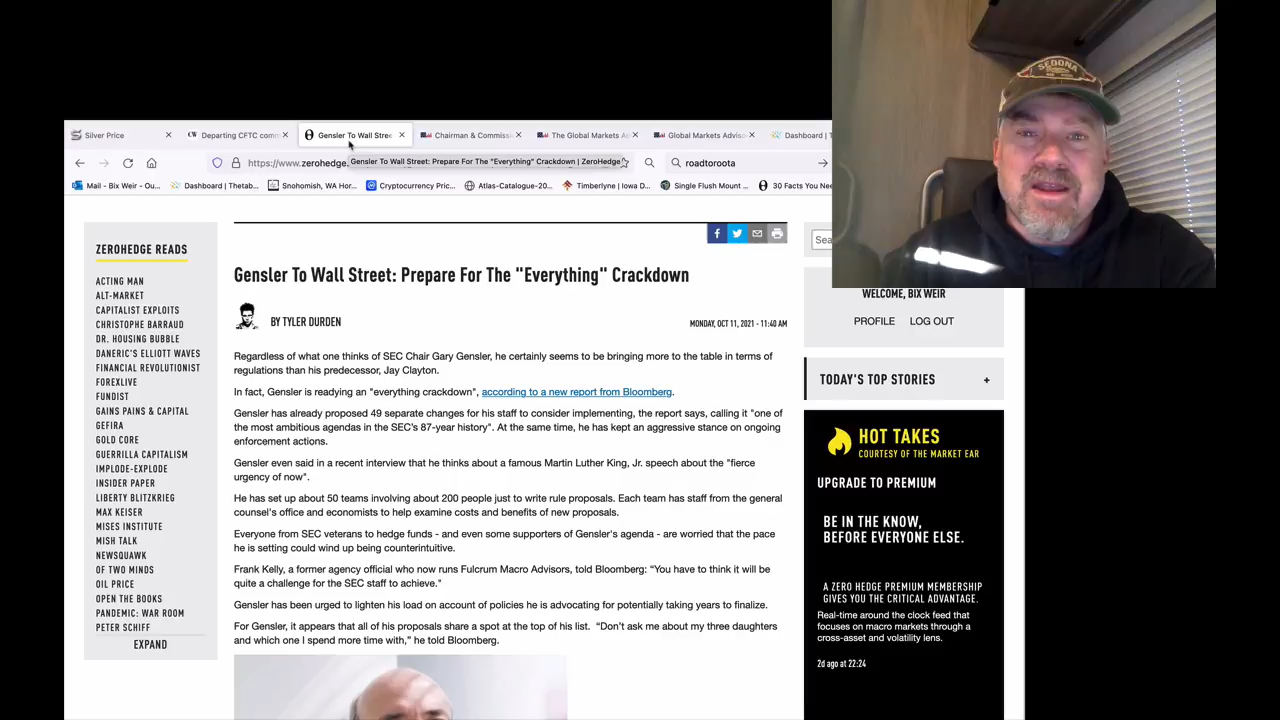 SEDONA
Silver Price
Departing CFTC com
Gensler To Wall Stree
Chairman & Commissi
The Global Markets A
Global Markets Adviso
Dashboard | T
https://www.zerohedge.
Gensler To Wall Street: Prepare For The "Everything" Crackdown | ZeroHedge
roadtoroota
Mail - Bix Weir - Ou...
Dashboard | Thetab...
Snohomish, WA Hor...
Cryptocurrency Pric...
Atlas-Catalogue-20...
Timberlyne | Iowa D...
Single Flush Mount ...
30 Facts You Nee
ZEROHEDGE READS
ACTING MAN
ALT-MARKET
CAPITALIST EXPLOITS
CHRISTOPHE BARRAUD
DR. HOUSING BUBBLE
DANERIC'S ELLIOTT WAVES
FINANCIAL REVOLUTIONIST
FOREXLIVE
FUNDIST
GAINS PAINS & CAPITAL
GEFIRA
GOLD CORE
GUERRILLA CAPITALISM
IMPLODE-EXPLODE
INSIDER PAPER
LIBERTY BLITZKRIEG
MAX KEISER
MISES INSTITUTE
MISH TALK
NEWSQUAWK
OF TWO MINDS
OIL PRICE
OPEN THE BOOKS
PANDEMIC: WAR ROOM
PETER SCHIFF
EXPAND
Gensler To Wall Street: Prepare For The "Everything" Crackdown
BY TYLER DURDEN
MONDAY, OCT 11, 2021 - 11:40 AM
Regardless of what one thinks of SEC Chair Gary Gensler, he certainly seems to be bringing more to the table in terms of
regulations than his predecessor, Jay Clayton.
In fact, Gensler is readying an "everything crackdown", according to a new report from Bloomberg.
Gensler has already proposed 49 separate changes for his staff to consider implementing, the report says, calling it "one of
the most ambitious agendas in the SEC's 87-year history". At the same time, he has kept an aggressive stance on ongoing
enforcement actions.
Gensler even said in a recent interview that he thinks about a famous Martin Luther King, Jr. speech about the "fierce
urgency of now".
He has set up about 50 teams involving about 200 people just to write rule proposals. Each team has staff from the general
counsel's office and economists to help examine costs and benefits of new proposals.
Everyone from SEC veterans to hedge funds - and even some supporters of Gensler's agenda - are worried that the pace
he is setting could wind up being counterintuitive.
Frank Kelly, a former agency official who now runs Fulcrum Macro Advisors, told Bloomberg: “You have to think it will be
quite a challenge for the SEC staff to achieve."
Gensler has been urged to lighten his load on account of policies he is advocating for potentially taking years to finalize.
For Gensler, it appears that all of his proposals share a spot at the top of his list. “Don't ask me about my three daughters
and which one I spend more time with,” he told Bloomberg.
Sea
WELCOME, BIX WEIR
PROFILE LOG OUT
TODAY'S TOP STORIES +
HOT TAKES
COURTESY OF THE MARKET EAR
UPGRADE TO PREMIUM
BE IN THE KNOW,
BEFORE EVERYONE ELSE.
A ZERO HEDGE PREMIUM MEMBERSHIP
GIVES YOU THE CRITICAL ADVANTAGE.
Real-time around the clock feed that
focuses on macro markets through a
cross-asset and volatility lens.
2d ago at 22:24